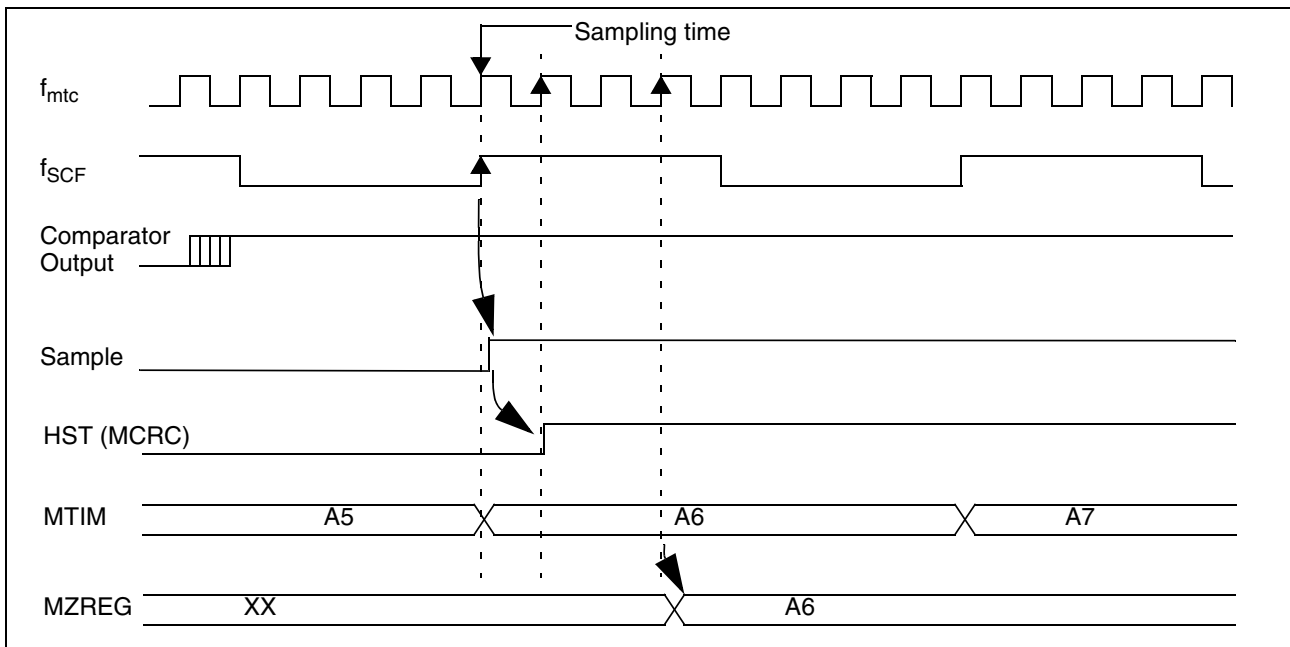 Sampling time
fmtc
fSCF
Comparator
Output
Sample
HST (MCRC)
MTIM A5 A6 A7
MZREG XX A6